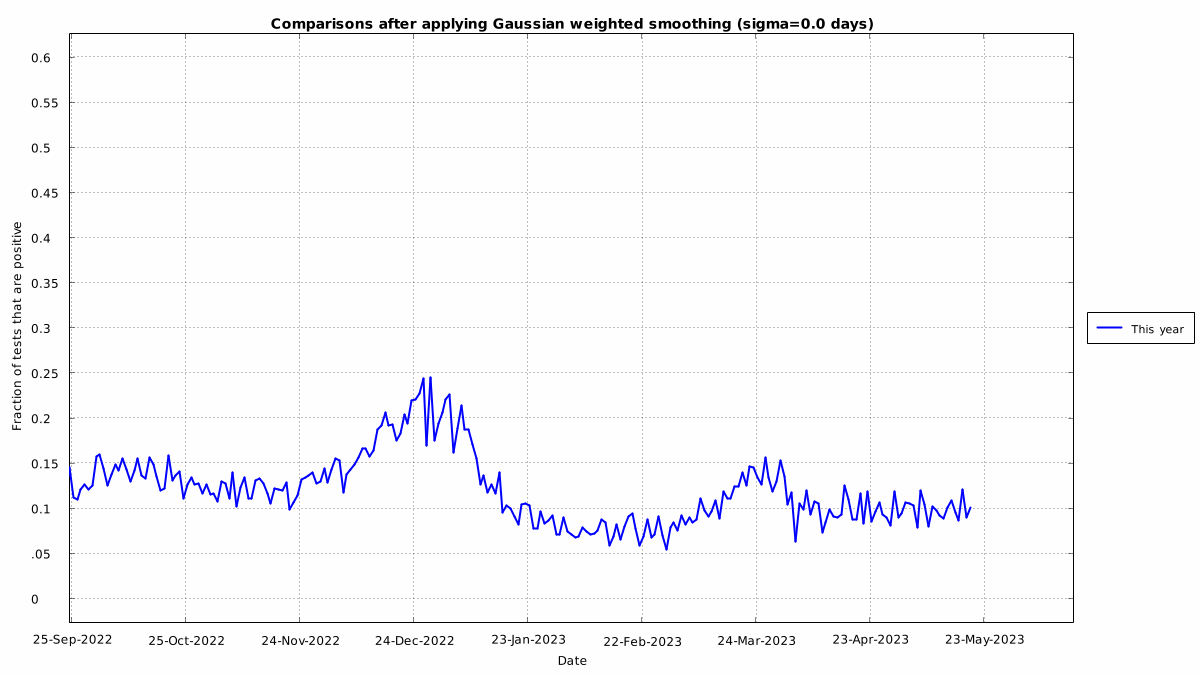 Comparisons after applying Gaussian weighted smoothing (sigma=0.0 days)
0.6
0.55
0.5
0.45
0.4
0.35
0.3
0.25
0.2
0.15
0.1
.05
0
Fraction of tests that are positive
This year
25-Sep-2022 25-Oct-2022 24-Nov-2022 24-Dec-2022 23-Jan-2023 22-Feb-2023 24-Mar-2023 23-Apr-2023 23-May-2023
Date